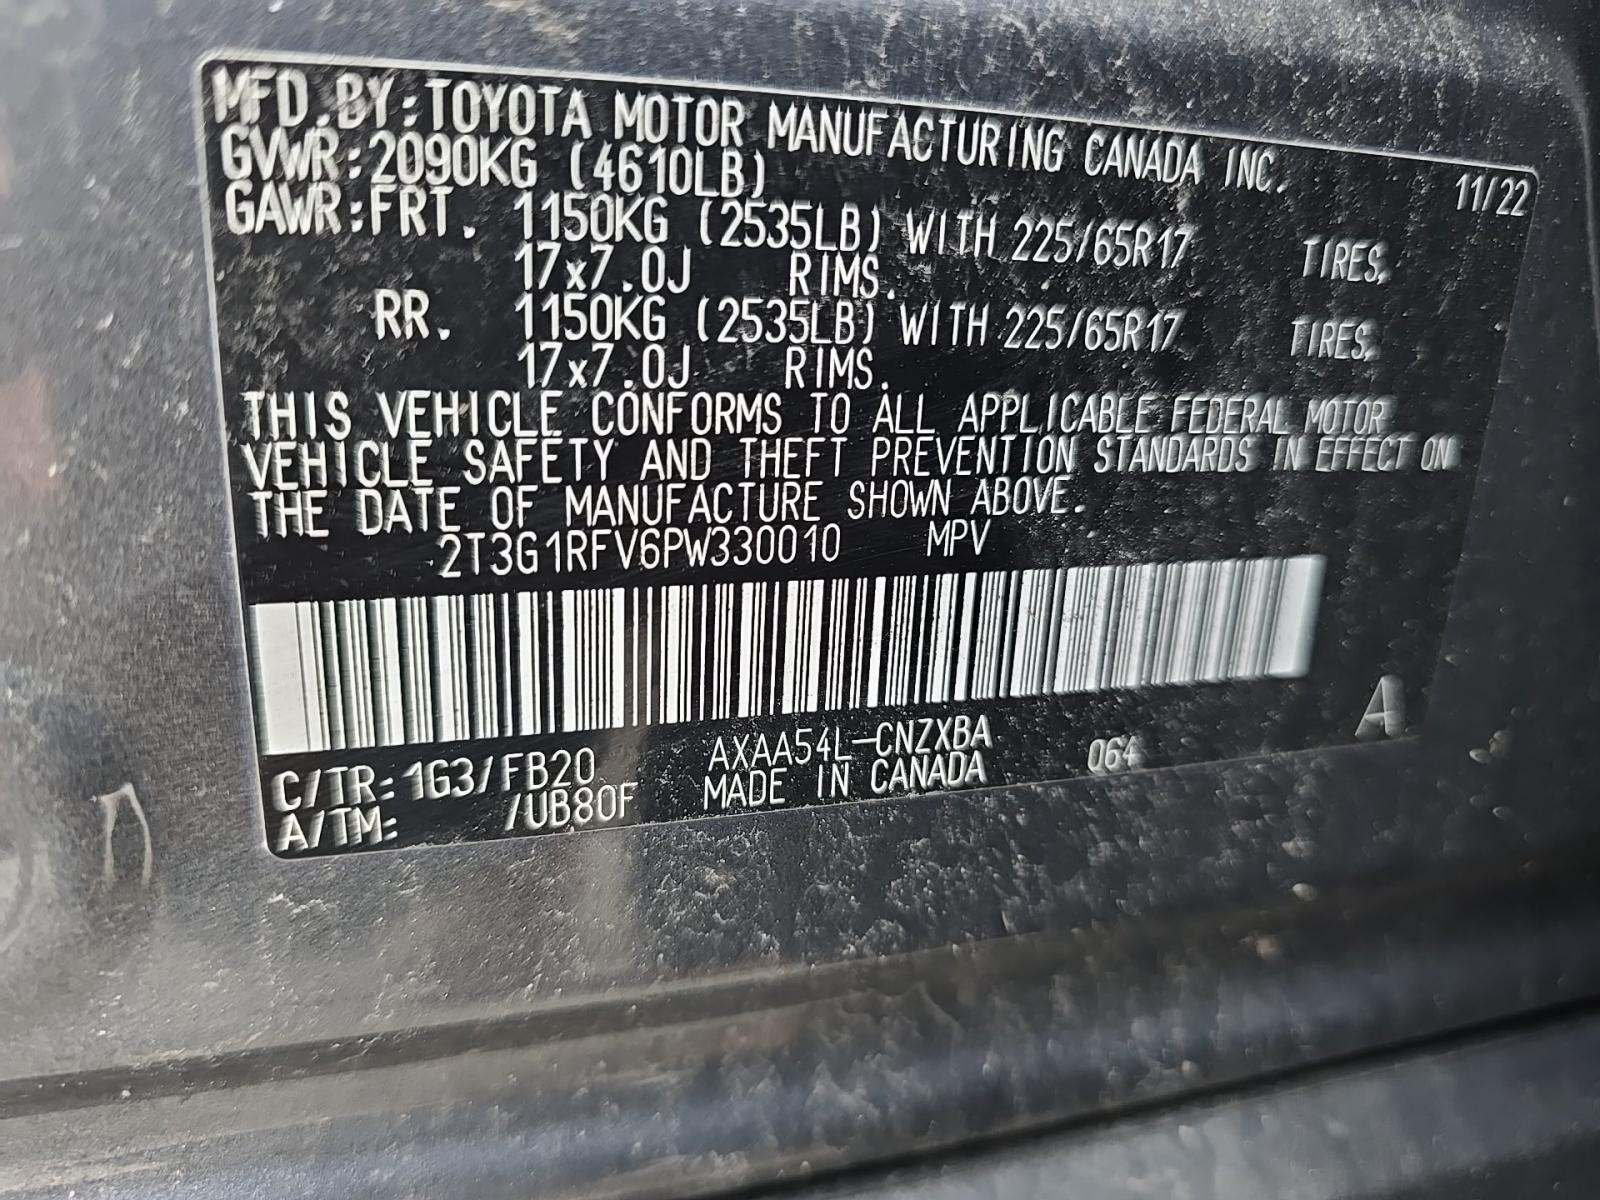 MFD.BY:TOYOTA MOTOR MANUFACTURING CANADA INC. 11/22
GVWR:2090KG (4610LB)
GAWR:FRT. 1150KG (2535LB) WITH 225/65R17 TIRES,
17x7.0J RIMS.
RR. 1150KG (2535LB) WITH 225/65R17 TIRES,
17x7.0J RIMS.
THIS VEHICLE CONFORMS TO ALL APPLICABLE FEDERAL MOTOR
VEHICLE SAFETY AND THEFT PREVENTION STANDARDS IN EFFECT ON
THE DATE OF MANUFACTURE SHOWN ABOVE.
2T3G1RFV6PW330010 MPV
A
C/TR:1G3/FB20 AXAA54L-CNZXBA 064
A/TM: /UB80F MADE IN CANADA